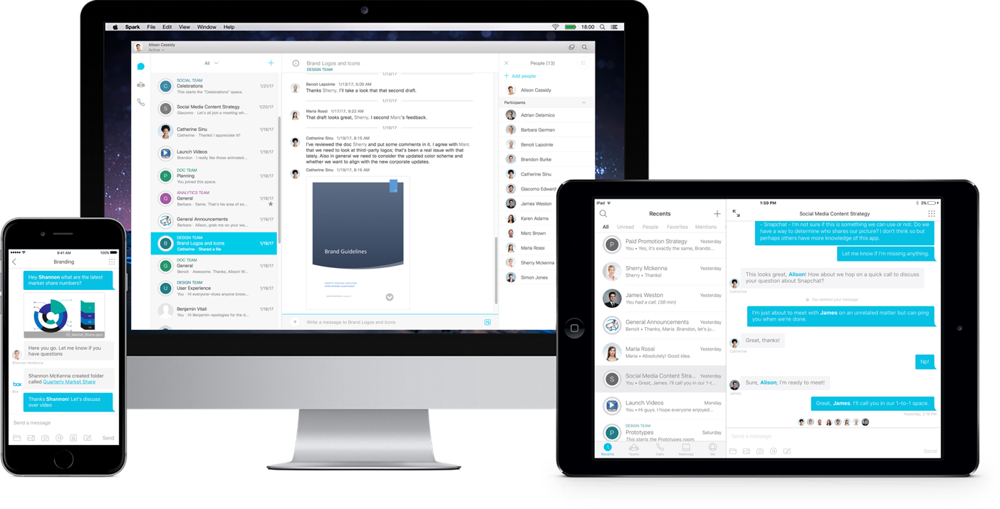 Spark File Edit View Window Help
18:00
Alison Cassidy
Active
All
SOCIAL TEAM
Celebrations 1/21/17
This starts the "Celebrations" space.
S
Social Media Content Strategy 1/20/17
Giacomo · Let's all join a meeting wh...
Catherine Sinu 1/19/17
Catherine · Thanks! I appreciate it!!
Launch Videos 1/19/17
Brandon · I really like those animated...
DOC TEAM
P
Planning 1/19/17
You joined this space.
ANALYTICS TEAM
G
General 1/19/17
Barbara · Same. That's his area of ex...
General Announcements 1/19/17
Barbara · Alison, grab me on your wa...
DESIGN TEAM
B
Brand Logos and Icons 1/19/17
Catherine · Shared a file
DOC TEAM
G
General 1/19/17
Benoit · Awesome. Thanks, Alison! W...
DESIGN TEAM
U
User Experience 1/19/17
You · Hi everyone–does anyone know...
Benjamin Vitali 1/19/17
You · Hi Benjamin–apologies for the d...
Brand Logos and Icons
DESIGN TEAM
1/13/17
Benoit Lapointe 1/13/17, 5:00 AM
Thanks Sherry, I'll take a look that that second draft.
1/17/17
Maria Rossi 1/17/17, 9:22 AM
That draft looks great, Sherry. I second Marc's feedback.
1/19/17
Catherine Sinu 1/19/17, 8:15 AM
I've reviewed the doc Sherry and put some comments in it. I agree with Marc
that we need to look at third-party logos; that's been a real issue with that
lately. Also in general we need to consider the updated color scheme and
whether we want to align with the new corporate updates.
Catherine Sinu 1/19/17, 8:16 AM
Brand Guidelines
Write a message to Brand Logos and Icons
People (13)
Add people
Alison Cassidy
Participants
Adrian Delamico
Barbara German
Benoit Lapointe
Brandon Burke
Catherine Sinu
Giacomo Edward
James Weston
Karen Adams
Marc Brown
Maria Rossi
Sherry Mckenna
Simon Jones
9:41 AM 100%
Branding
Hey Shannon what are the latest
market share numbers?
Q1_Market_Share.pptx
Here you go. Let me know if you
have questions
Shannon McKenna
Shannon McKenna created folder
called Quarterly Market Share
box
Box
Thanks Shannon! Let's discuss
over video
Send a message
Send
iPad 1:59 PM 3%
Recents
All Unread People Favorites Mentions
P
Paid Promotion Strategy Yesterday
You • Yes, it's exactly the same, Brando...
Sherry Mckenna Yesterday
Sherry • Thanks!
James Weston Yesterday
You had a call. (38 min)
General Announcements Yesterday
Benoit • Thanks, Maria. Brandon, let's ju...
Maria Rossi Yesterday
Maria • Absolutely! Good idea.
S
Social Media Content Stra... Yesterday
You • Great, James. I'll call you in our 1-t...
Launch Videos Monday
You • Hi guys. I hope everyone enjoyed...
DESIGN TEAM
P
Prototypes Saturday
This starts the Prototypes room.
Recents Teams Calls Meetings Me
Social Media Content Strategy
- Snapchat - I'm not sure if this is something we can use or not. Do we
have a way to determine who shares our picture? I don't think so but
perhaps others have more knowledge of this app.
Let me know if I'm missing anything.
This looks great, Alison! How about we hop on a quick call to discuss
your question about Snapchat?
Catherine
You deleted your message.
I'm just about to meet with James on an unrelated matter but can ping
you when we're done.
Great, thanks!
Catherine
Np!
Sure, Alison; I'm ready to meet!
James
Great, James. I'll call you in our 1-to-1 space.
Yesterday, 2:19 PM
Send a message
Send